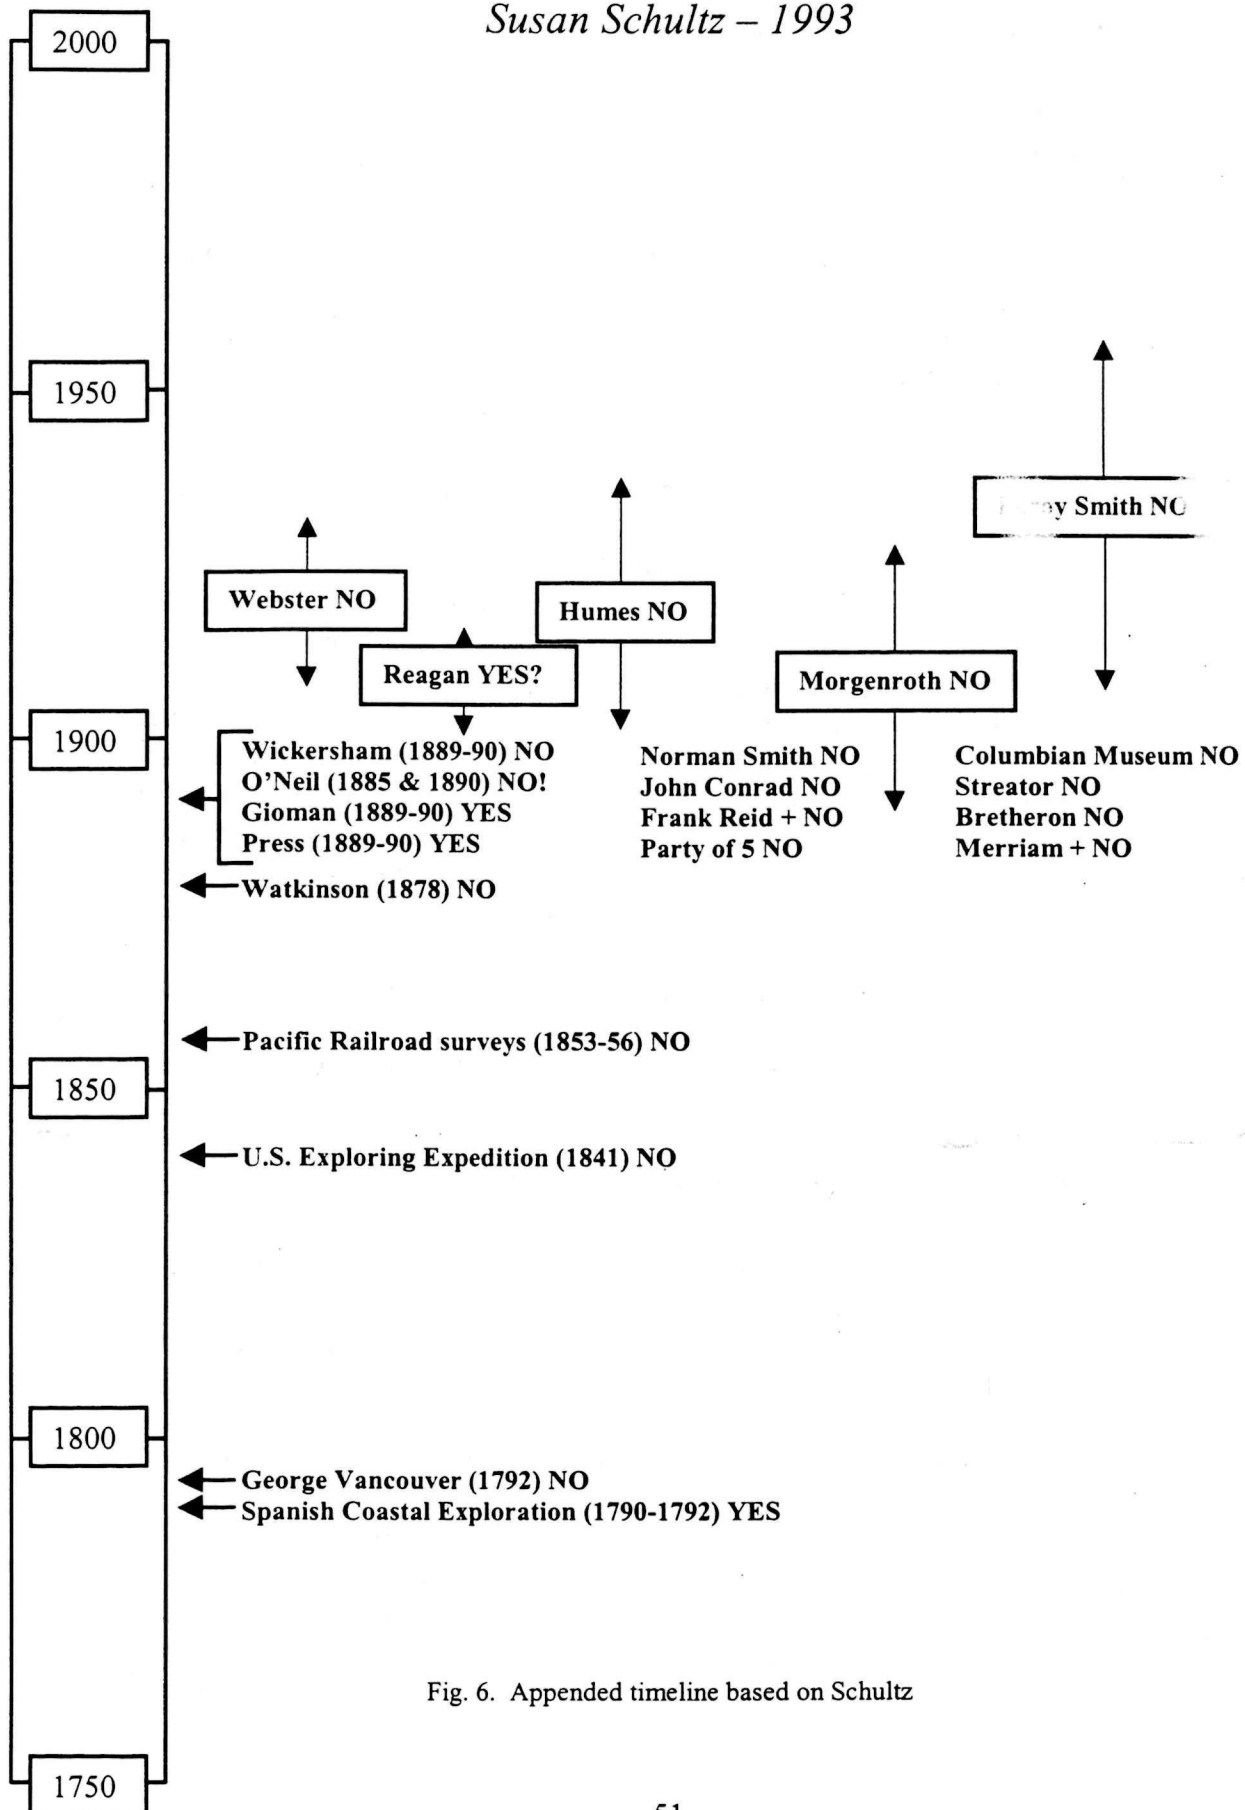 Susan Schultz – 1993
2000
1950
Smith NO
Webster NO
Humes NO
Reagan YES?
Morgenroth NO
1900
Wickersham (1889-90) NO
O'Neil (1885 & 1890) NO!
Gioman (1889-90) YES
Press (1889-90) YES
Norman Smith NO
John Conrad NO
Frank Reid + NO
Party of 5 NO
Columbian Museum NO
Streator NO
Bretheron NO
Merriam + NO
Watkinson (1878) NO
Pacific Railroad surveys (1853-56) NO
1850
U.S. Exploring Expedition (1841) NO
1800
George Vancouver (1792) NO
Spanish Coastal Exploration (1790-1792) YES
Fig. 6. Appended timeline based on Schultz
1750
51